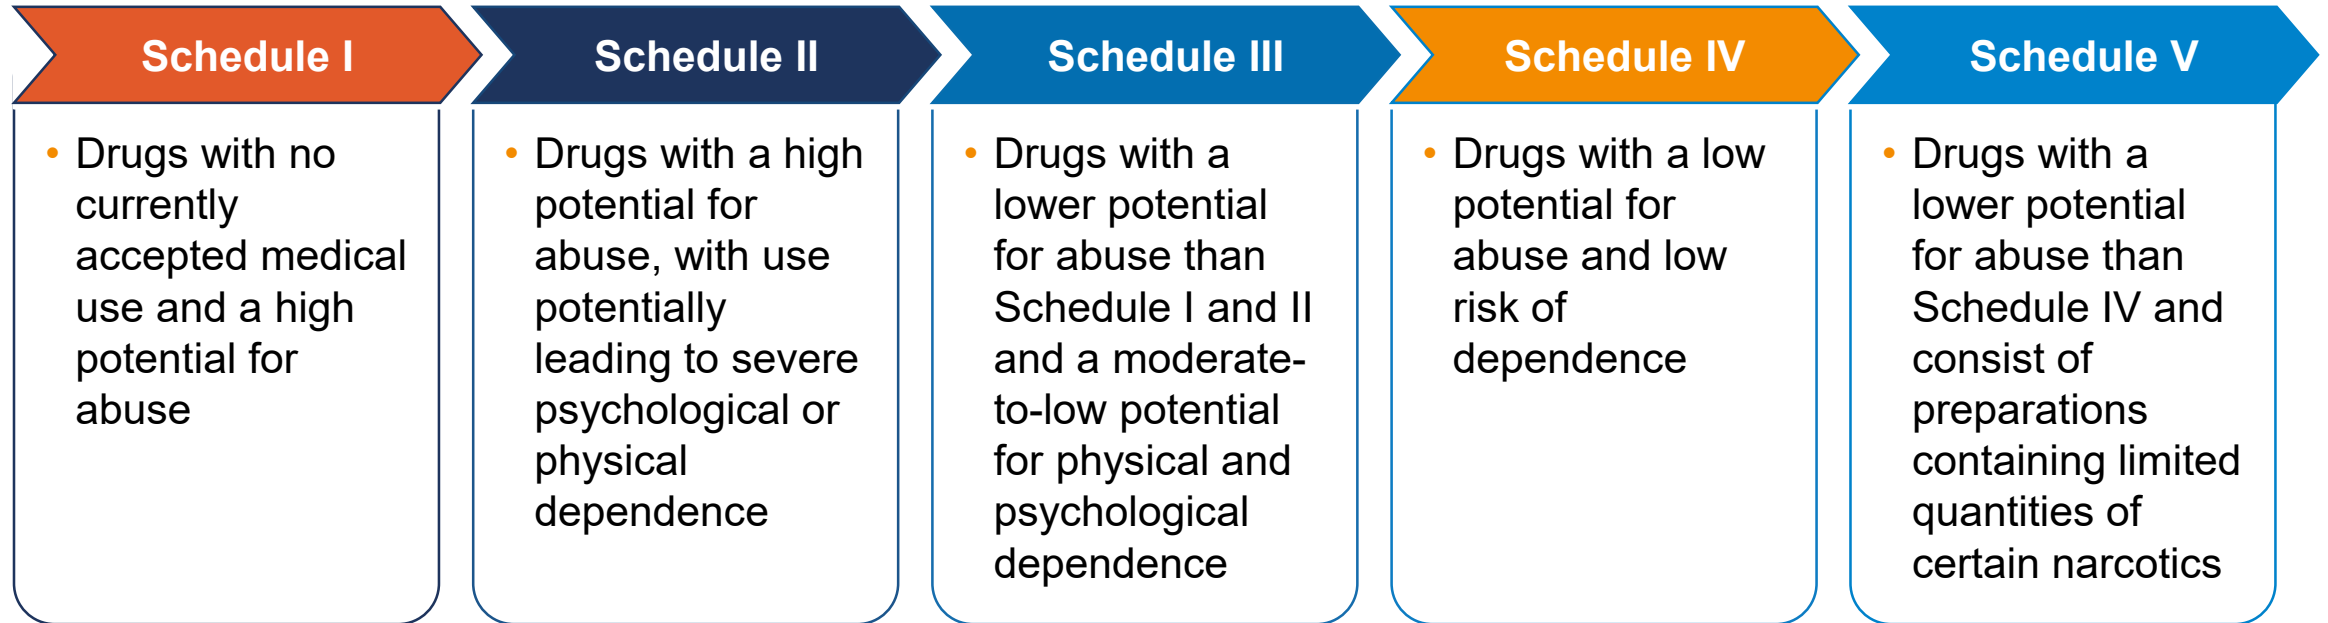 Schedule I
• Drugs with no
currently
accepted medical
use and a high
potential for
abuse
Schedule II
• Drugs with a high
potential for
abuse, with use
potentially
leading to severe
psychological or
physical
dependence
Schedule III
• Drugs with a
lower potential
for abuse than
Schedule I and II
and a moderate-
to-low potential
for physical and
psychological
dependence
Schedule IV
• Drugs with a low
potential for
abuse and low
risk of
dependence
Schedule V
• Drugs with a
lower potential
for abuse than
Schedule IV and
consist of
preparations
containing limited
quantities of
certain narcotics